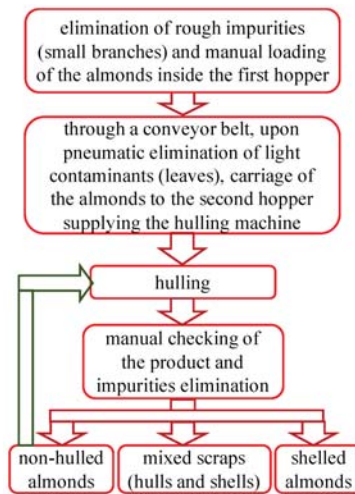 elimination of rough impurities
(small branches) and manual loading
of the almonds inside the first hopper
through a conveyor belt, upon
pneumatic elimination of light
contaminants (leaves), carriage of
the almonds to the second hopper
supplying the hulling machine
hulling
manual checking of
the product and
impurities elimination
non-hulled
almonds
mixed scraps
(hulls and shells)
shelled
almonds